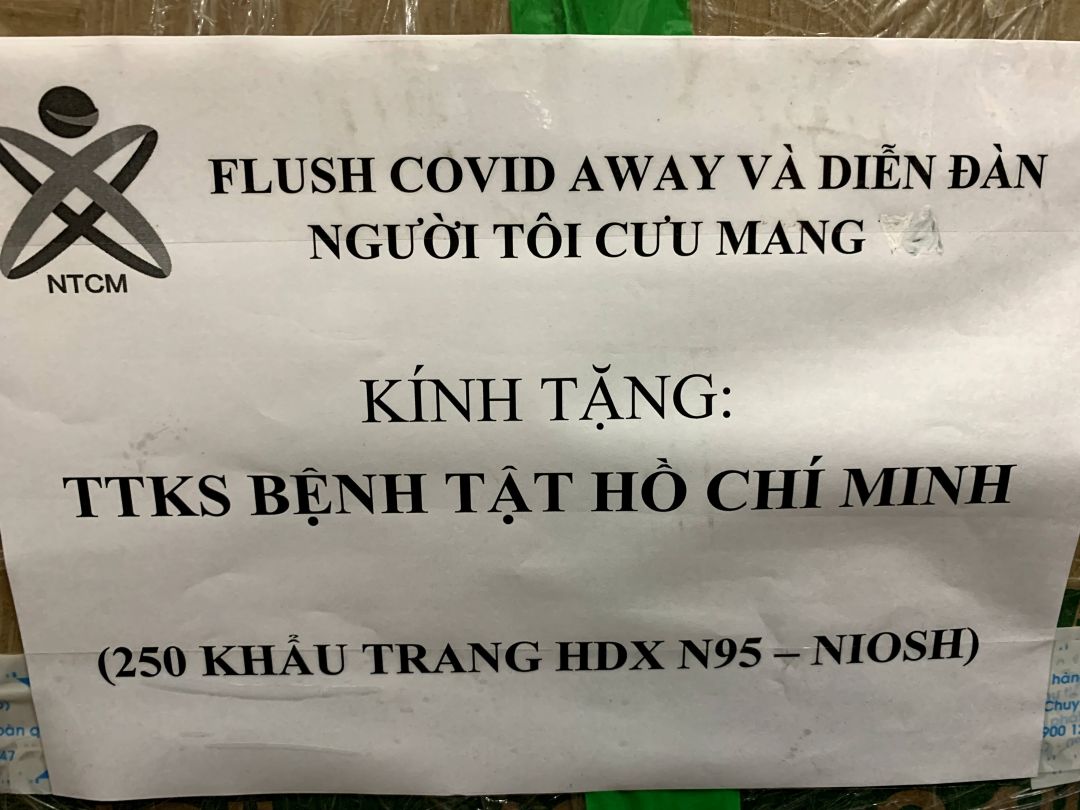 FLUSH COVID AWAY VÀ DIỄN ĐÀN
NGƯỜI TÔI CƯU MANG
NTCM
KÍNH TẶNG:
TTKS BỆNH TẬT HỒ CHÍ MINH
(250 KHẨU TRANG HDX N95 – NIOSH)